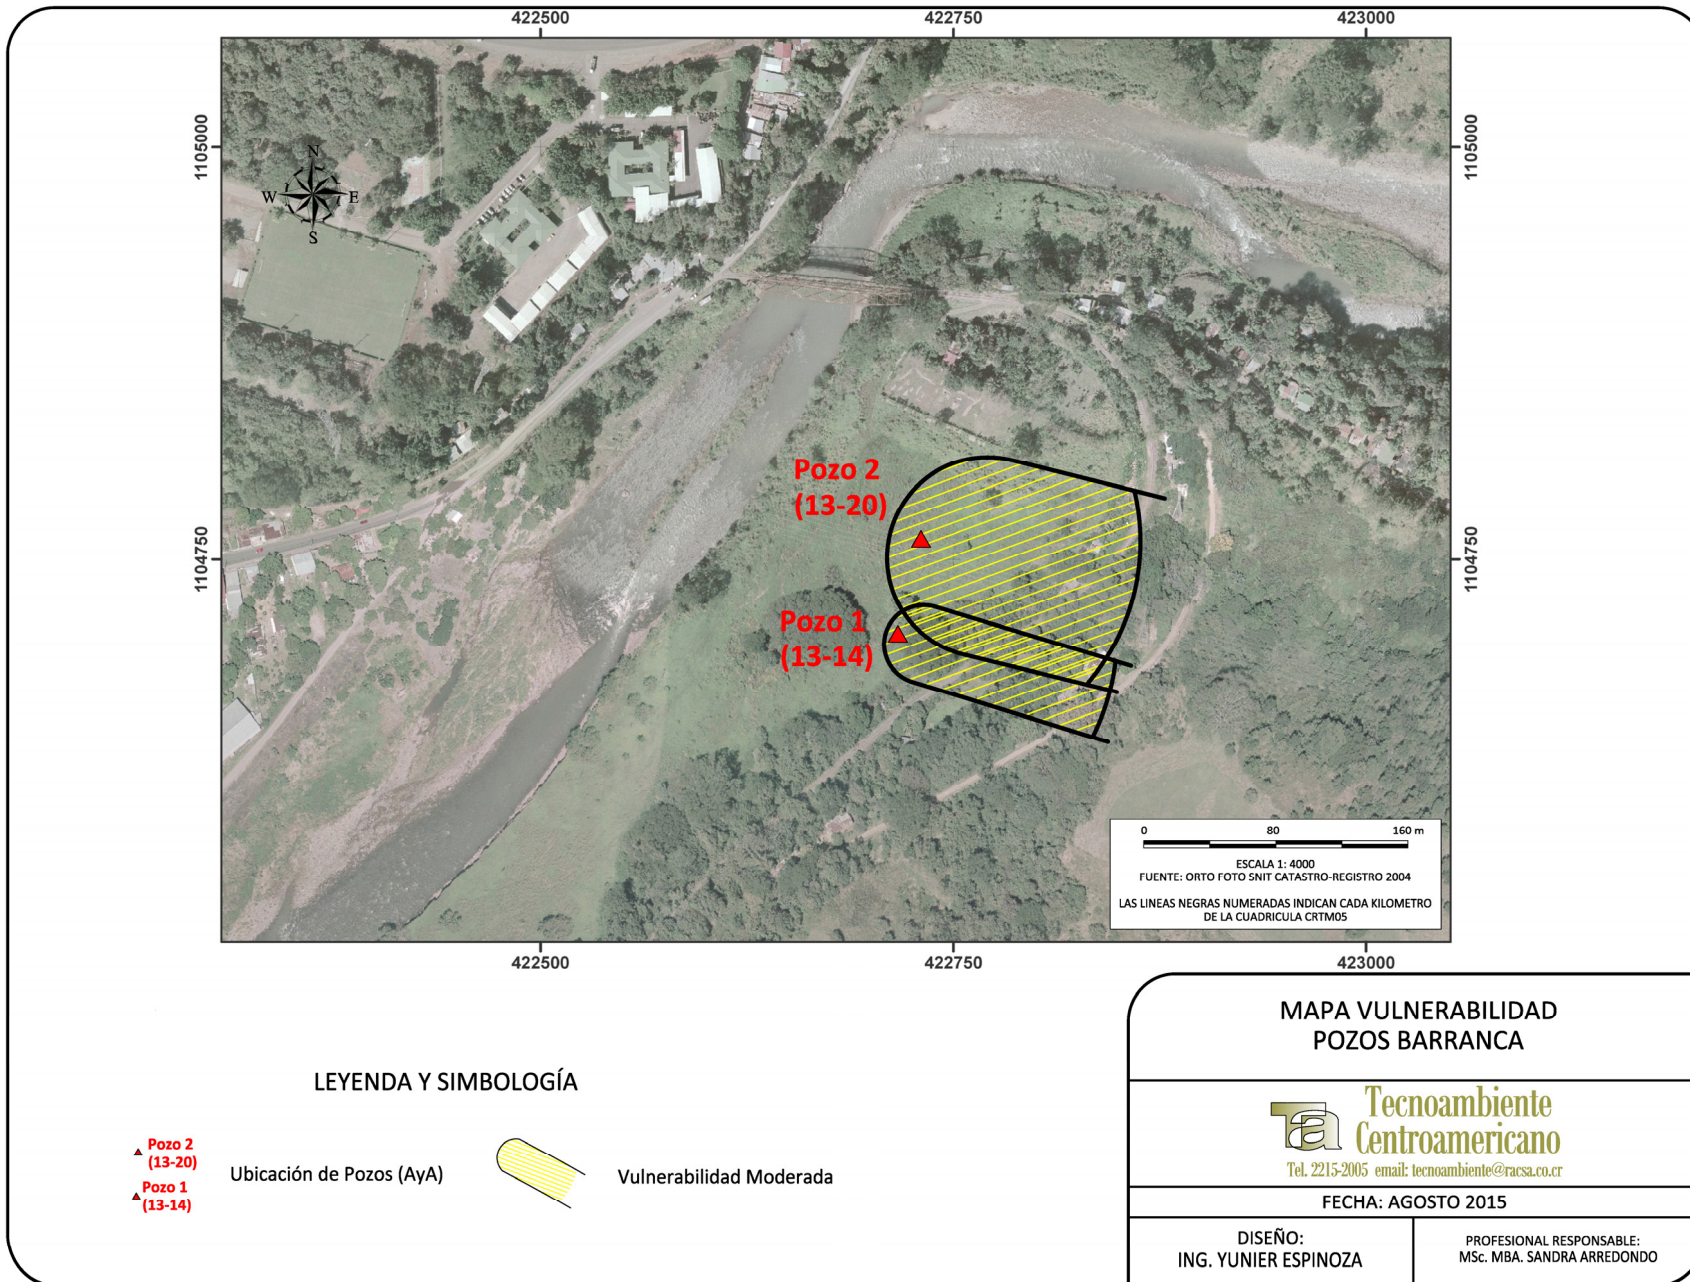 422500
422750
423000
1105000
1105000
N
W
E
S
Pozo 2
(13-20)
1104750
1104750
Pozo 1
(13-14)
0 80 160 m
ESCALA 1: 4000
FUENTE: ORTO FOTO SNIT CATASTRO-REGISTRO 2004
LAS LINEAS NEGRAS NUMERADAS INDICAN CADA KILOMETRO
DE LA CUADRICULA CRTM05
422500
422750
423000
MAPA VULNERABILIDAD
POZOS BARRANCA
LEYENDA Y SIMBOLOGÍA
Pozo 2
(13-20)
Pozo 1
(13-14)
Ubicación de Pozos (AyA)
Vulnerabilidad Moderada
Ta
Tecnoambiente
Centroamericano
Tel. 2215-2005 email: tecnoambiente@racsa.co.cr
FECHA: AGOSTO 2015
DISEÑO:
ING. YUNIER ESPINOZA
PROFESIONAL RESPONSABLE:
MSc. MBA. SANDRA ARREDONDO